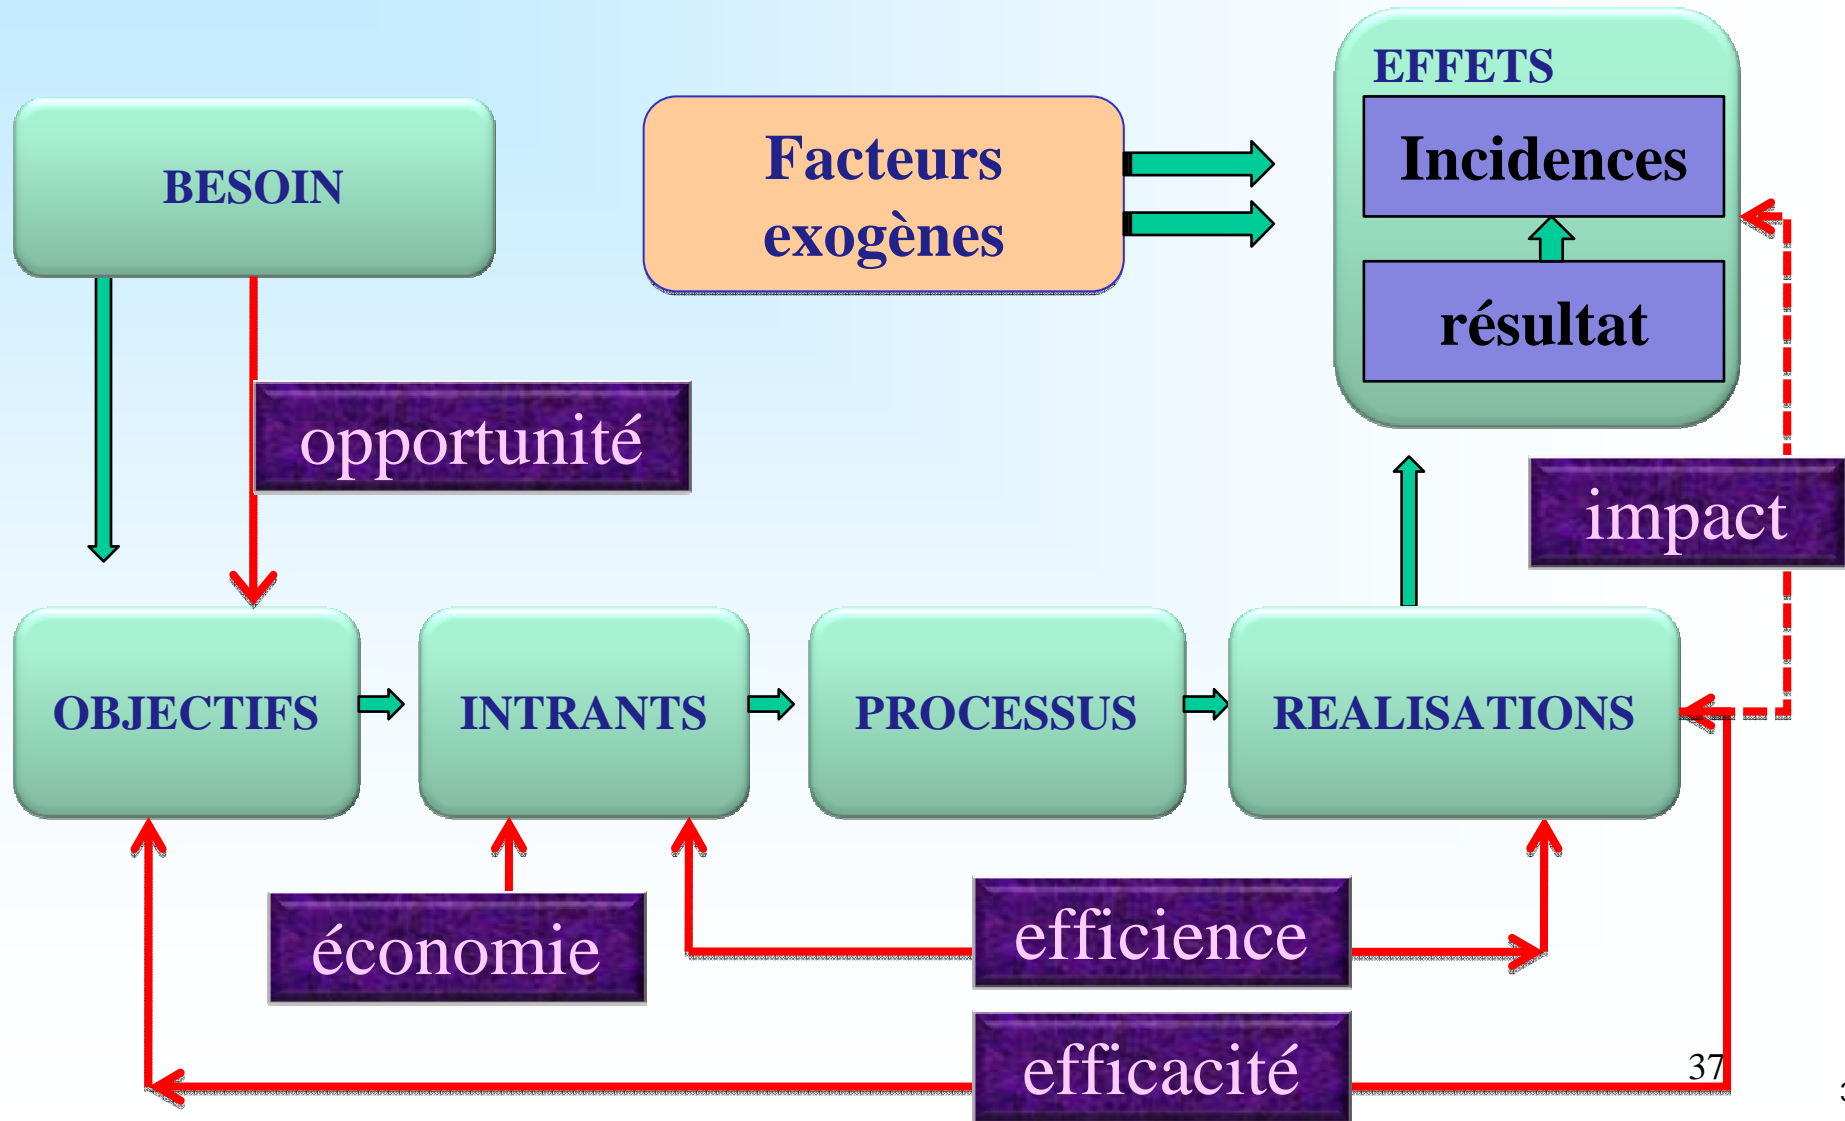 EFFETS
BESOIN
Facteurs
exogènes
Incidences
résultat
opportunité
impact
OBJECTIFS
INTRANTS
PROCESSUS
REALISATIONS
économie
efficience
efficacité
37